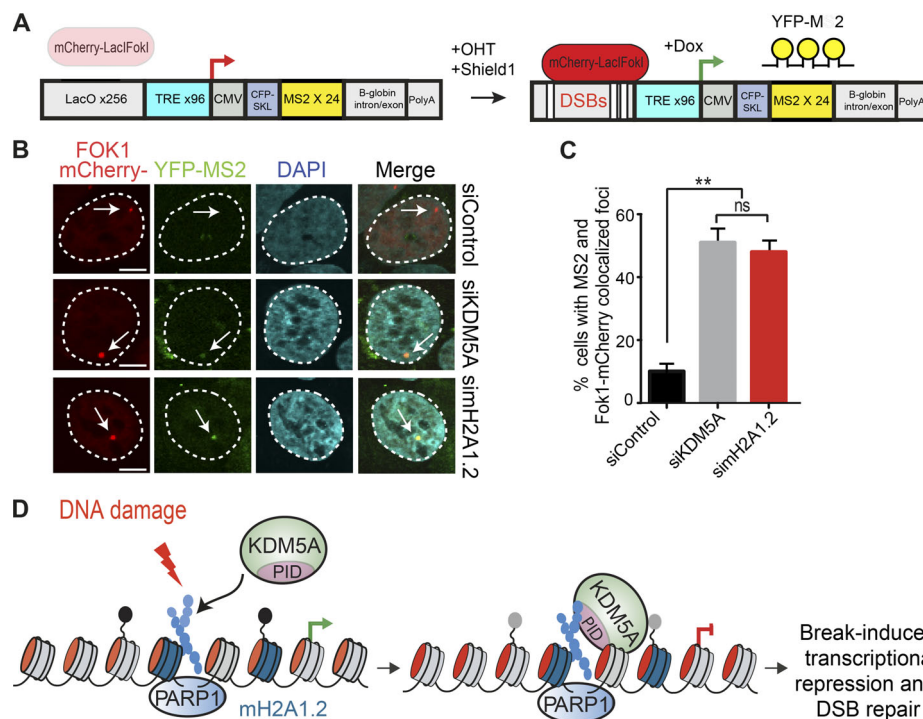 A
mCherry-LacIFokI
LacO x256
TRE x96
CMV
CFP-
SKL
MS2 X 24
B-globin
intron/exon
PolyA
+OHT
+Shield1
mCherry-LacIFokI
+Dox
YFP-M 2
DSBs
TRE x96
CMV
CFP-
SKL
MS2 X 24
B-globin
intron/exon
PolyA
B
FOK1
mCherry-
YFP-MS2
DAPI
Merge
siControl
siKDM5A
simH2A1.2
C
% cells with MS2 and
Fok1-mCherry colocalized foci
60
40
20
0
**
ns
siControl
siKDM5A
simH2A1.2
D
DNA damage
KDM5A
PID
PARP1
mH2A1.2
KDM5A
PID
PARP1
Break-induce
transcriptiona
repression an
DSB repair